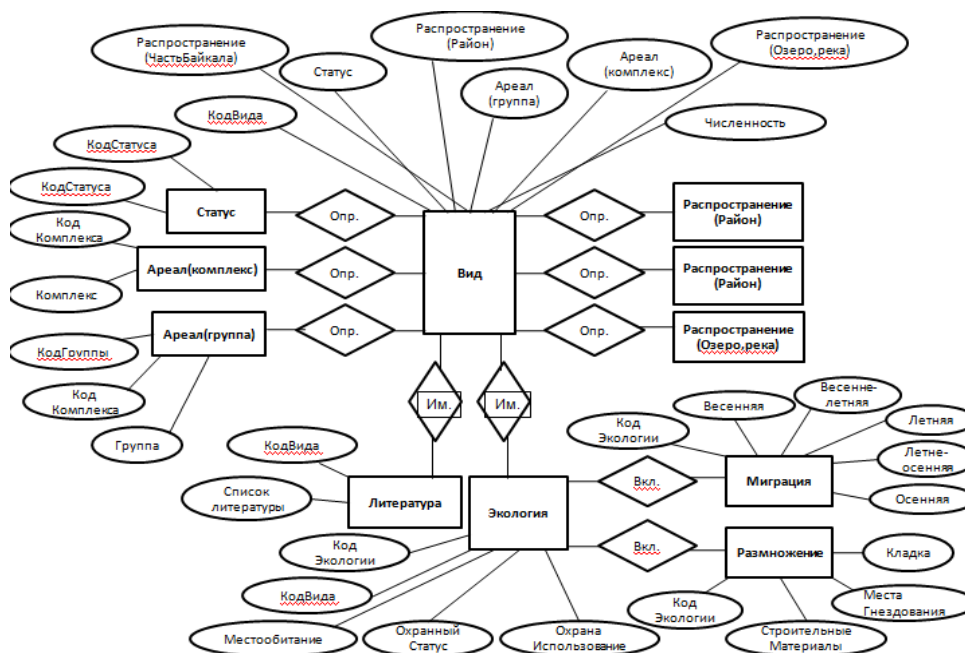 Распространение
(ЧастьБайкала)
Распространение
(Район)
Распространение
(Озеро,река)
Статус
Ареал
(группа)
Ареал
(комплекс)
КодВида
Численность
КодСтатуса
КодСтатуса
Статус
Опр.
Вид
Опр.
Распространение
(Район)
Код
Комплекса
Ареал(комплекс)
Опр.
Опр.
Распространение
(Район)
Комплекс
Ареал(группа)
Опр.
Опр.
Распространение
(Озеро,река)
КодГруппы
Код
Комплекса
Группа
Им.
Им.
Весенняя
Весенне-
летняя
Летняя
Код
Экологии
Летне-
осенняя
Осенняя
КодВида
Список
литературы
Литература
Экология
Вкл.
Миграция
Вкл.
Размножение
Кладка
Код
Экологии
КодВида
Местообитание
Охранный
Статус
Охрана
Использование
Код
Экологии
Места
Гнездования
Строительные
Материалы